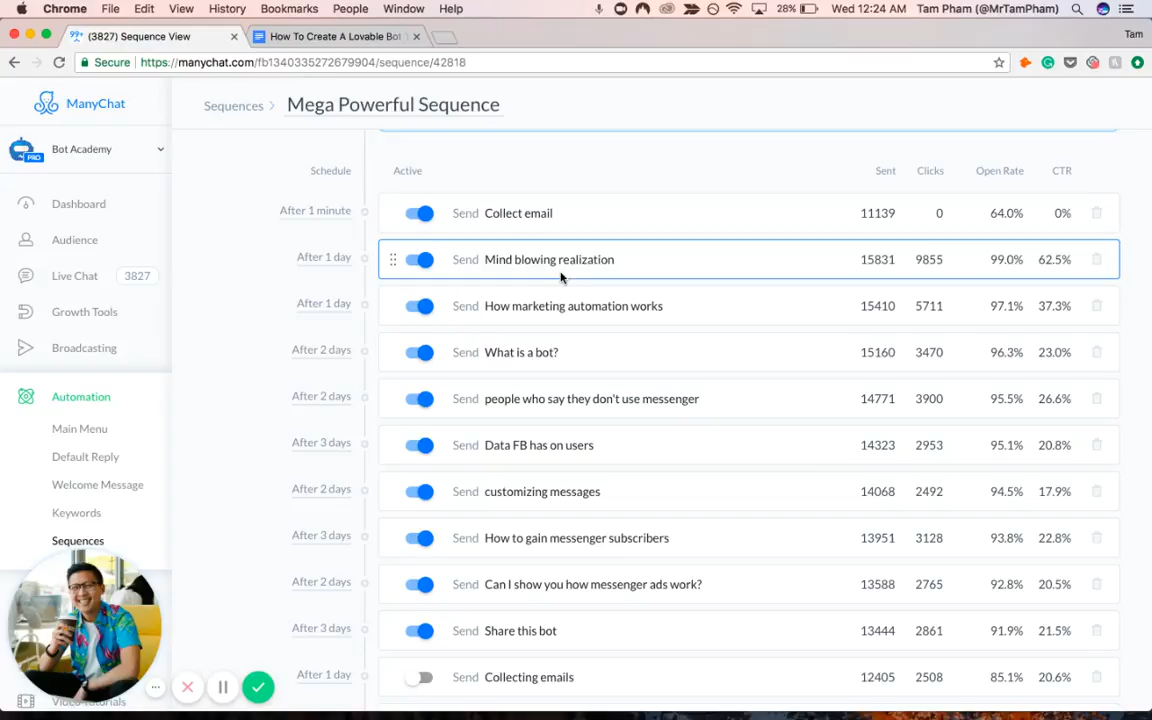 Chrome File Edit View History Bookmarks People Window Help 28% Wed 12:24 AM Tam Pham (@MrTamPham)
99+ (3827) Sequence View × How To Create A Lovable Bot × Tam
Secure https://manychat.com/fb1340335272679904/sequence/42818
ManyChat Sequences > Mega Powerful Sequence
Bot Academy
PRO
Schedule Active Sent Clicks Open Rate CTR
Dashboard
After 1 minute Send Collect email 11139 0 64.0% 0%
Audience
After 1 day Send Mind blowing realization 15831 9855 99.0% 62.5%
Live Chat 3827
After 1 day Send How marketing automation works 15410 5711 97.1% 37.3%
Growth Tools
Broadcasting
After 2 days Send What is a bot? 15160 3470 96.3% 23.0%
Automation
After 2 days Send people who say they don't use messenger 14771 3900 95.5% 26.6%
Main Menu
After 3 days Send Data FB has on users 14323 2953 95.1% 20.8%
Default Reply
Welcome Message
After 2 days Send customizing messages 14068 2492 94.5% 17.9%
Keywords
Sequences
After 3 days Send How to gain messenger subscribers 13951 3128 93.8% 22.8%
After 2 days Send Can I show you how messenger ads work? 13588 2765 92.8% 20.5%
After 3 days Send Share this bot 13444 2861 91.9% 21.5%
After 1 day Send Collecting emails 12405 2508 85.1% 20.6%
Video Tutorials